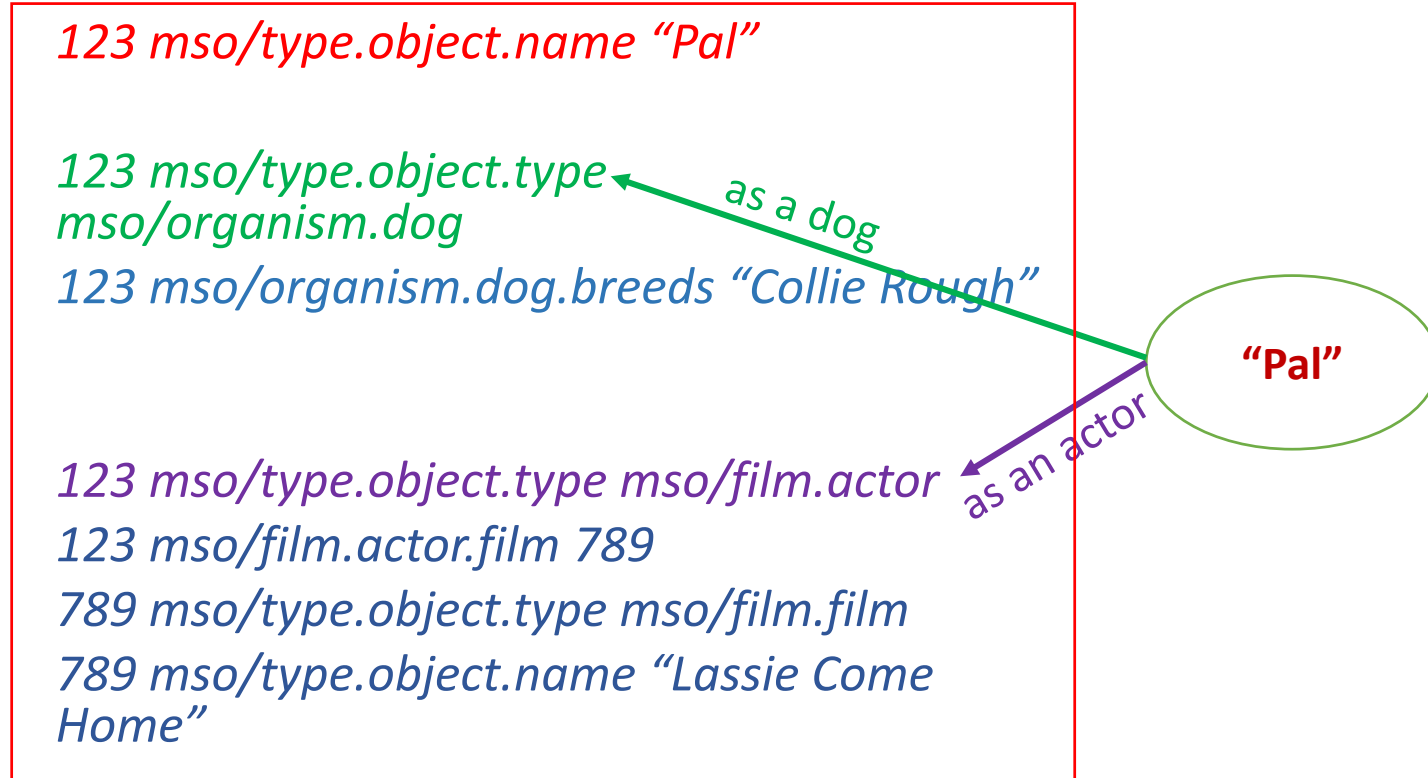 123 mso/type.object.name “Pal”
123 mso/type.object.type
mso/organism.dog
as a dog
123 mso/organism.dog.breeds “Collie Rough”
“Pal”
as an actor
123 mso/type.object.type mso/film.actor
123 mso/film.actor.film 789
789 mso/type.object.type mso/film.film
789 mso/type.object.name “Lassie Come
Home”